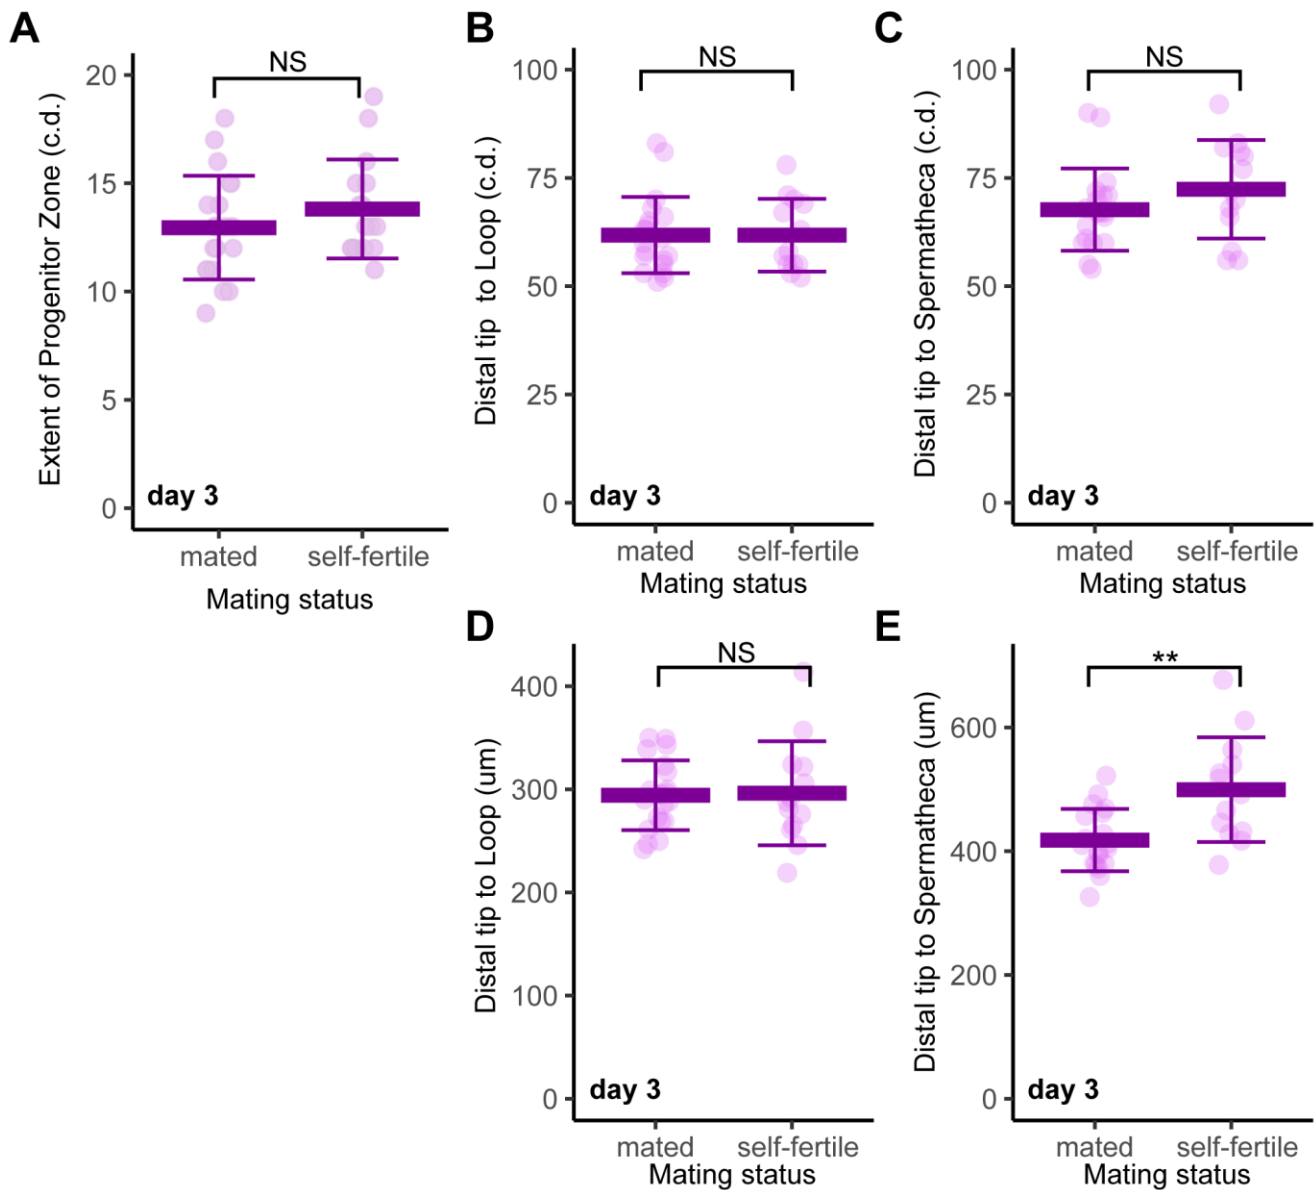 A
Extent of Progenitor Zone (c.d.)
20
15
10
5
0
NS
day 3
mated
self-fertile
Mating status
B
Distal tip to Loop (c.d.)
100
75
50
25
0
NS
day 3
mated
self-fertile
Mating status
C
Distal tip to Spermatheca (c.d.)
100
75
50
25
0
NS
day 3
mated
self-fertile
Mating status
D
Distal tip to Loop (um)
400
300
200
100
0
NS
day 3
mated
self-fertile
Mating status
E
Distal tip to Spermatheca (um)
600
400
200
0
**
day 3
mated
self-fertile
Mating status